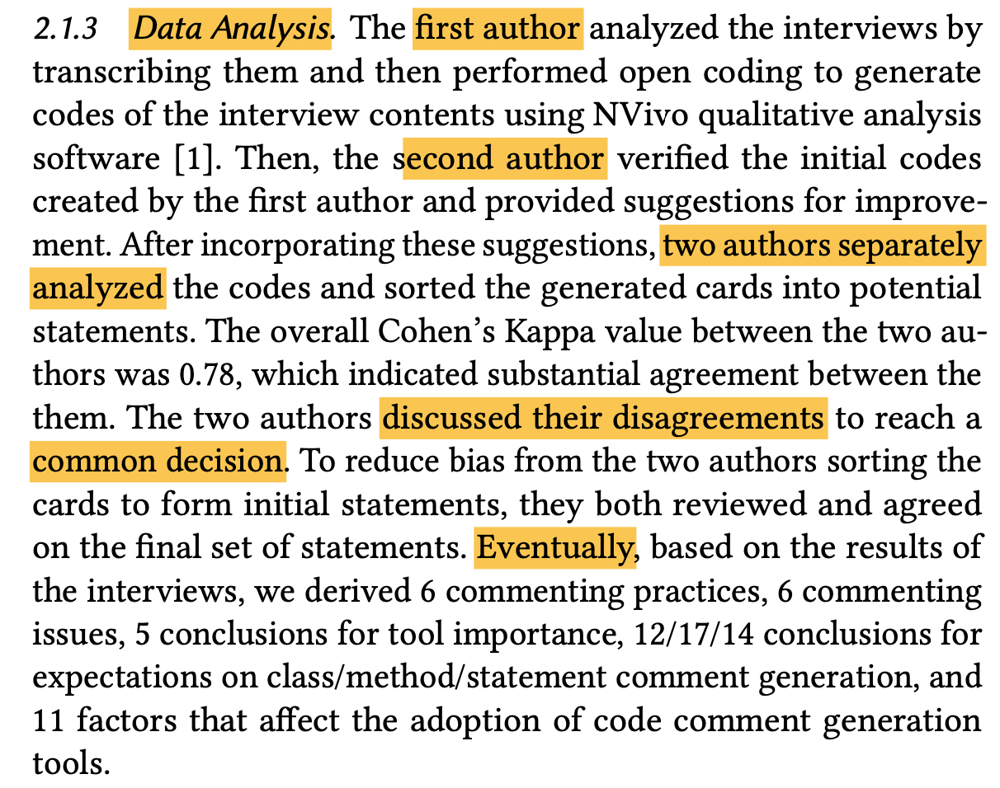 2.1.3 Data Analysis. The first author analyzed the interviews by
transcribing them and then performed open coding to generate
codes of the interview contents using NVivo qualitative analysis
software [1]. Then, the second author verified the initial codes
created by the first author and provided suggestions for improve-
ment. After incorporating these suggestions, two authors separately
analyzed the codes and sorted the generated cards into potential
statements. The overall Cohen’s Kappa value between the two au-
thors was 0.78, which indicated substantial agreement between the
them. The two authors discussed their disagreements to reach a
common decision. To reduce bias from the two authors sorting the
cards to form initial statements, they both reviewed and agreed
on the final set of statements. Eventually, based on the results of
the interviews, we derived 6 commenting practices, 6 commenting
issues, 5 conclusions for tool importance, 12/17/14 conclusions for
expectations on class/method/statement comment generation, and
11 factors that affect the adoption of code comment generation
tools.